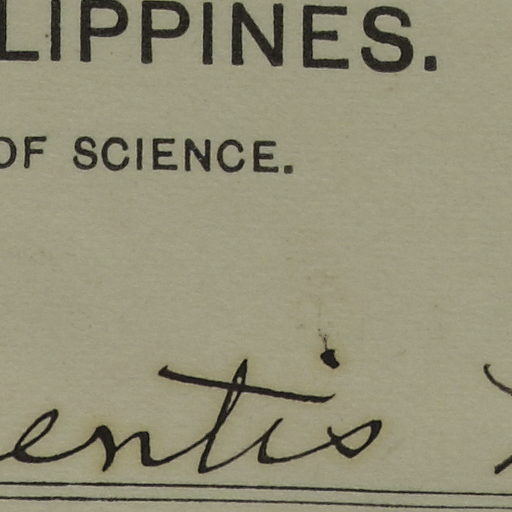 LIPPINES.
OF SCIENCE.
entis